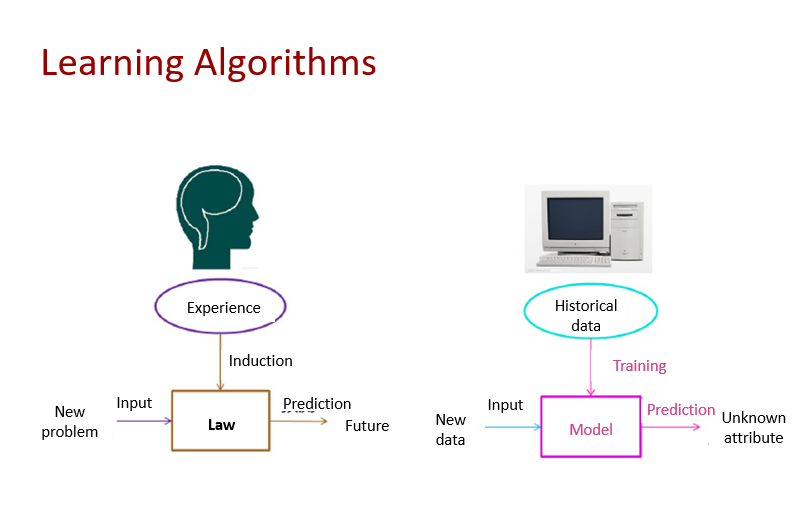 Learning Algorithms
Experience
Induction
New
problem
Input
Law
Prediction
Future
Historical
data
Training
New
data
Input
Model
Prediction
Unknown
attribute